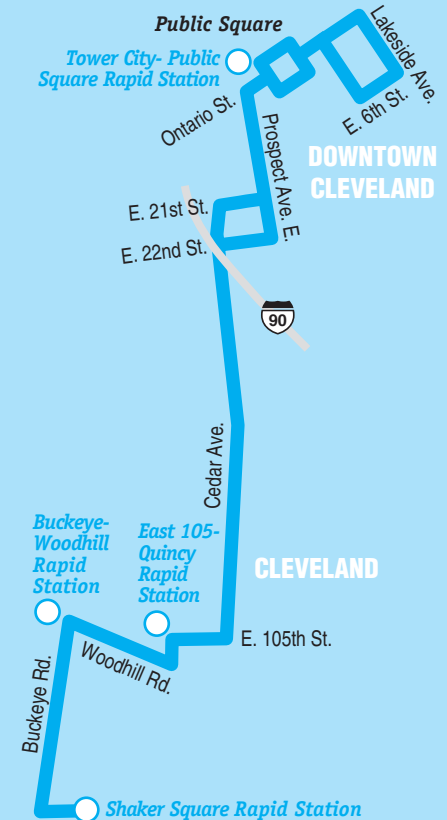 Public Square
Lakeside Ave.
Tower City- Public
Square Rapid Station
Ontario St.
E. 6th St.
Prospect Ave. E.
DOWNTOWN
CLEVELAND
E. 21st St.
E. 22nd St.
90
Cedar Ave.
Buckeye-
Woodhill
Rapid
Station
East 105-
Quincy
Rapid
Station
CLEVELAND
E. 105th St.
Woodhill Rd.
Buckeye Rd.
Shaker Square Rapid Station